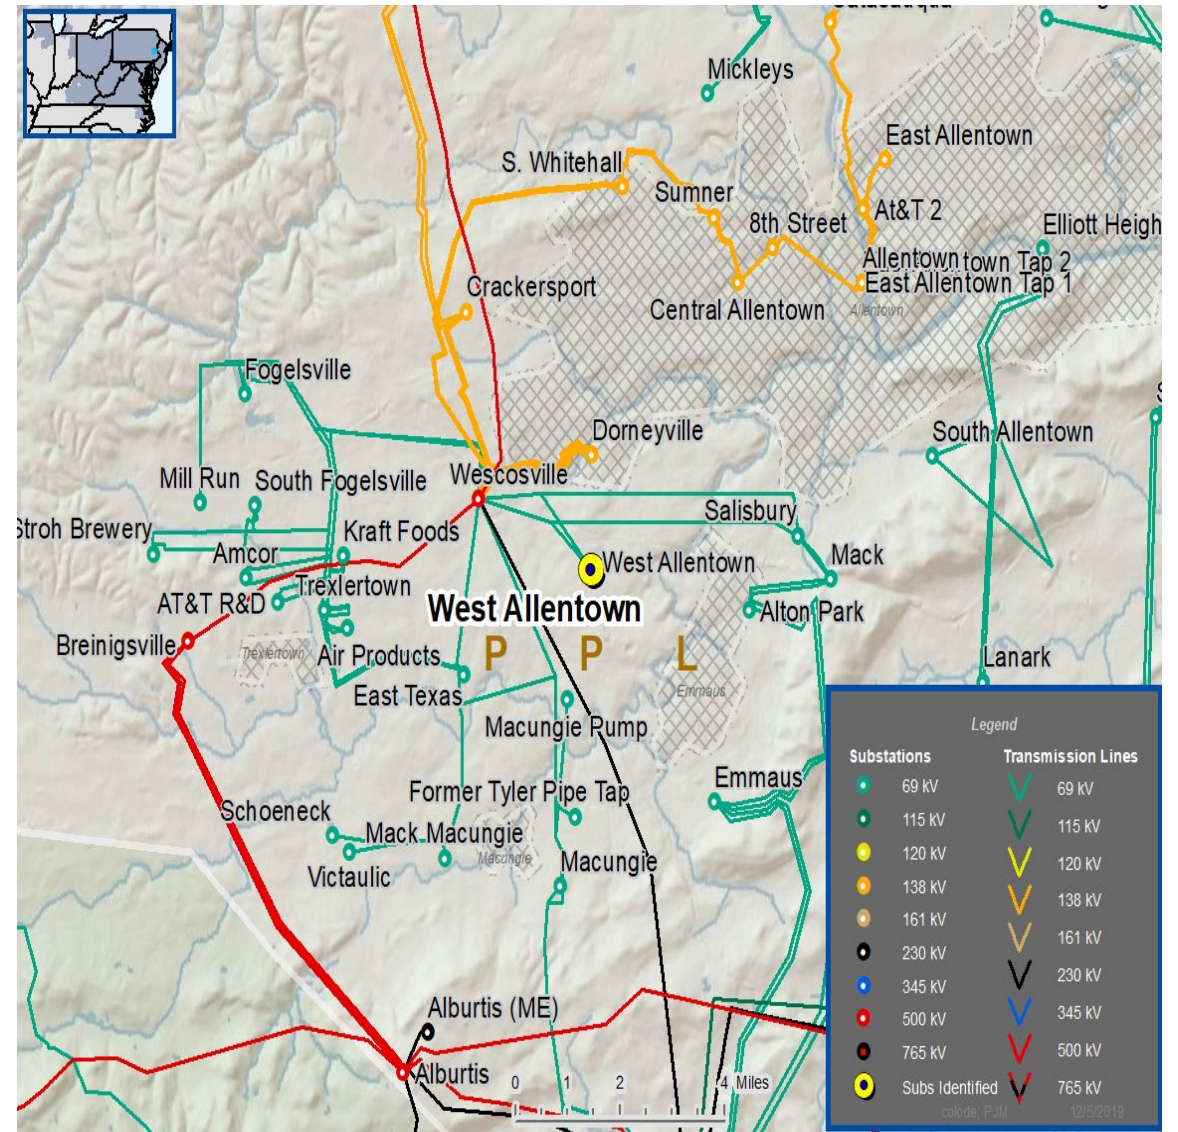 Mickleys
East Allentown
S. Whitehall
Sumner
At&T 2
8th Street
Elliott Heigh
Allentown
town Tap 2
East Allentown Tap 1
Crackersport
Central Allentown
Allentown
Fogelsville
Dorneyville
South Allentown
Wescosville
Mill Run
South Fogelsville
Salisbury
Stroh Brewery
Kraft Foods
Amcor
West Allentown
Mack
Trexlertown
AT&T R&D
West Allentown
Alton Park
Breinigsville
Trexlertown
Air Products
P P L
Lanark
East Texas
Emmaus
Macungie Pump
Emmaus
Former Tyler Pipe Tap
Schoeneck
Mack Macungie
Macungie
Macungie
Victaulic
Alburtis (ME)
Alburtis
0 1 2 4 Miles
Legend
Substations Transmission Lines
69 kV 69 kV
115 kV 115 kV
120 kV 120 kV
138 kV 138 kV
161 kV 161 kV
230 kV 230 kV
345 kV 345 kV
500 kV 500 kV
765 kV 765 kV
Subs Identified
colode; PJM 12/5/2019